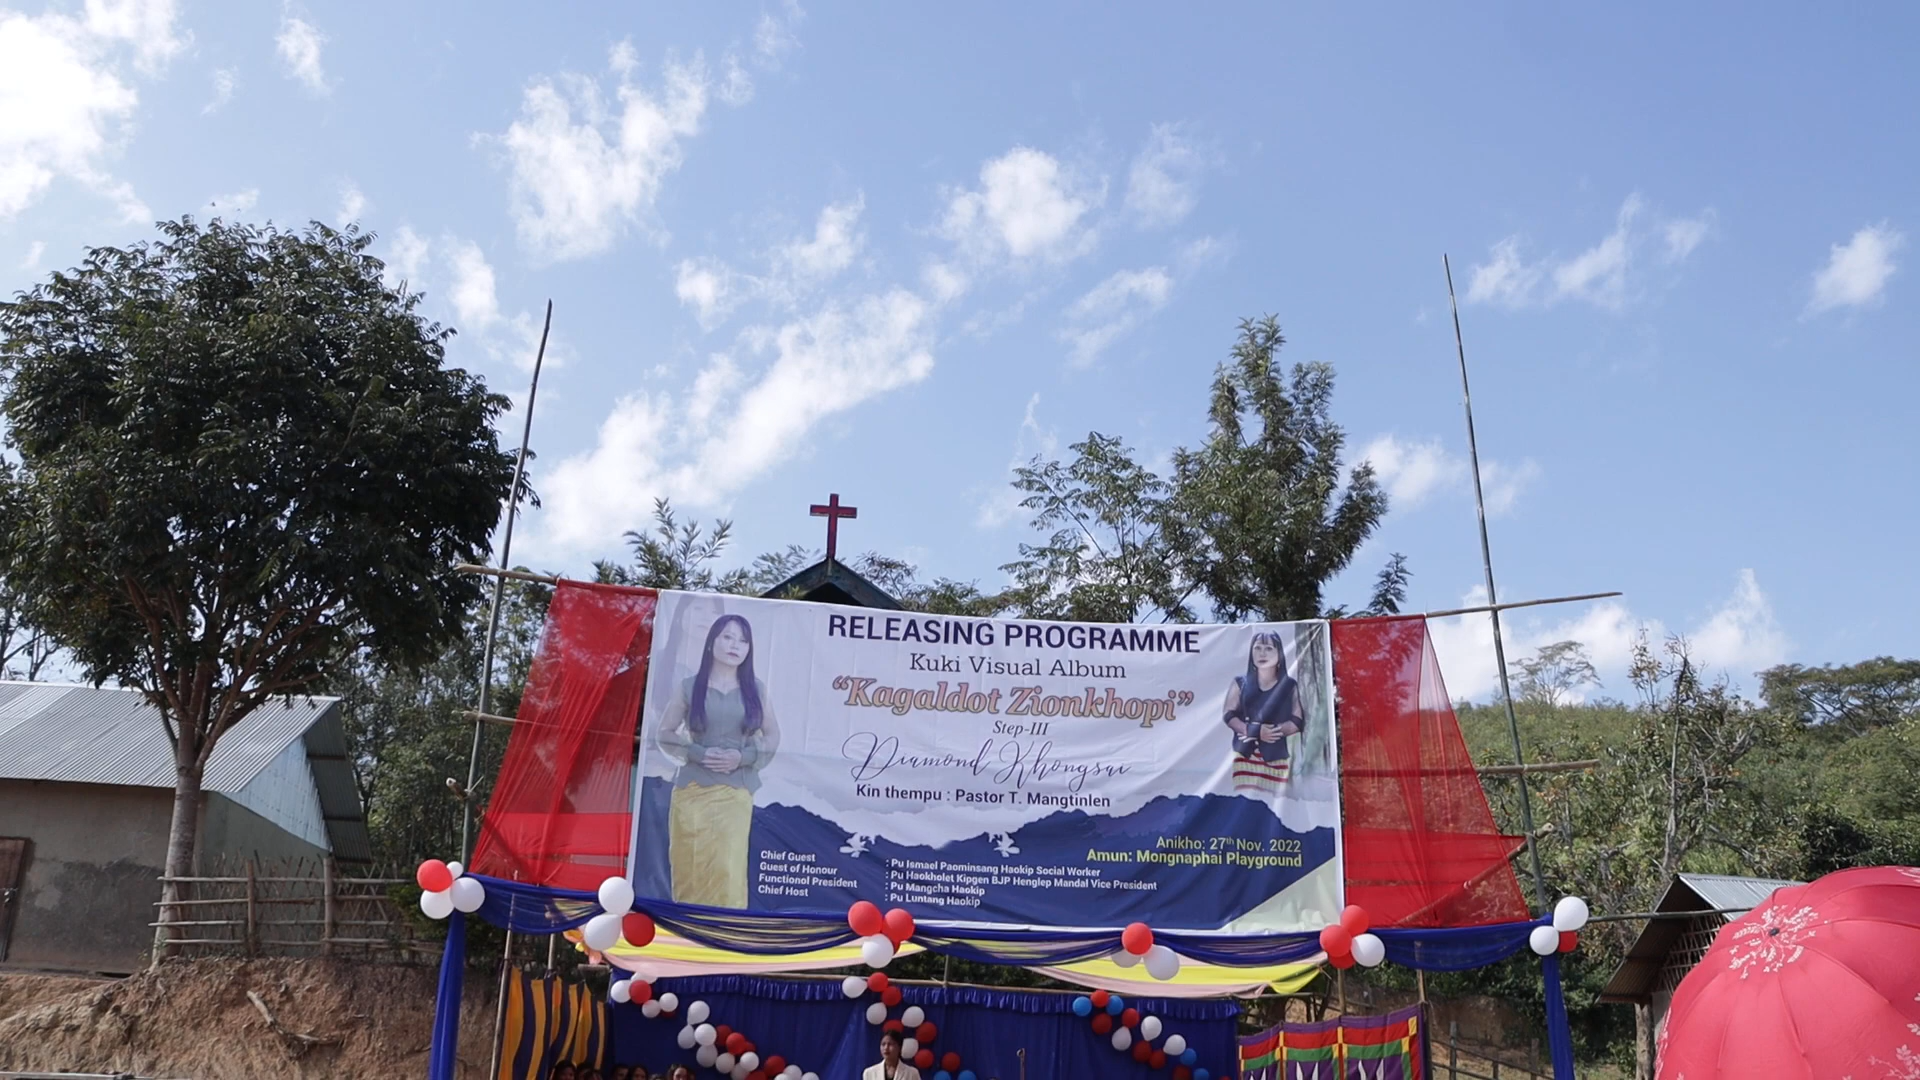 RELEASING PROGRAMME
Kuki Visual Album
"Kagaldot Zionkhopi"
Step-III
Diamond Khongsai
Kin thempu : Pastor T. Mangtinlen
Anikho: 27th Nov. 2022
Amun: Mongnaphai Playground
Chief Guest : Pu Ismael Paominsang Haokip Social Worker
Guest of Honour : Pu Haokholet Kipgen BJP Henglep Mandal Vice President
Functionol President : Pu Mangcha Haokip
Chief Host : Pu Luntang Haokip